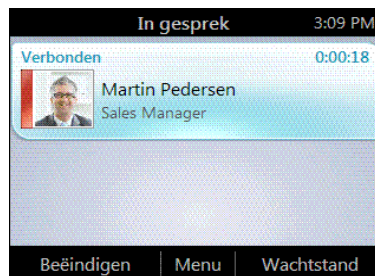 In gesprek 3:09 PM
Verbonden 0:00:18
Martin Pedersen
Sales Manager
Beëindigen Menu Wachtstand